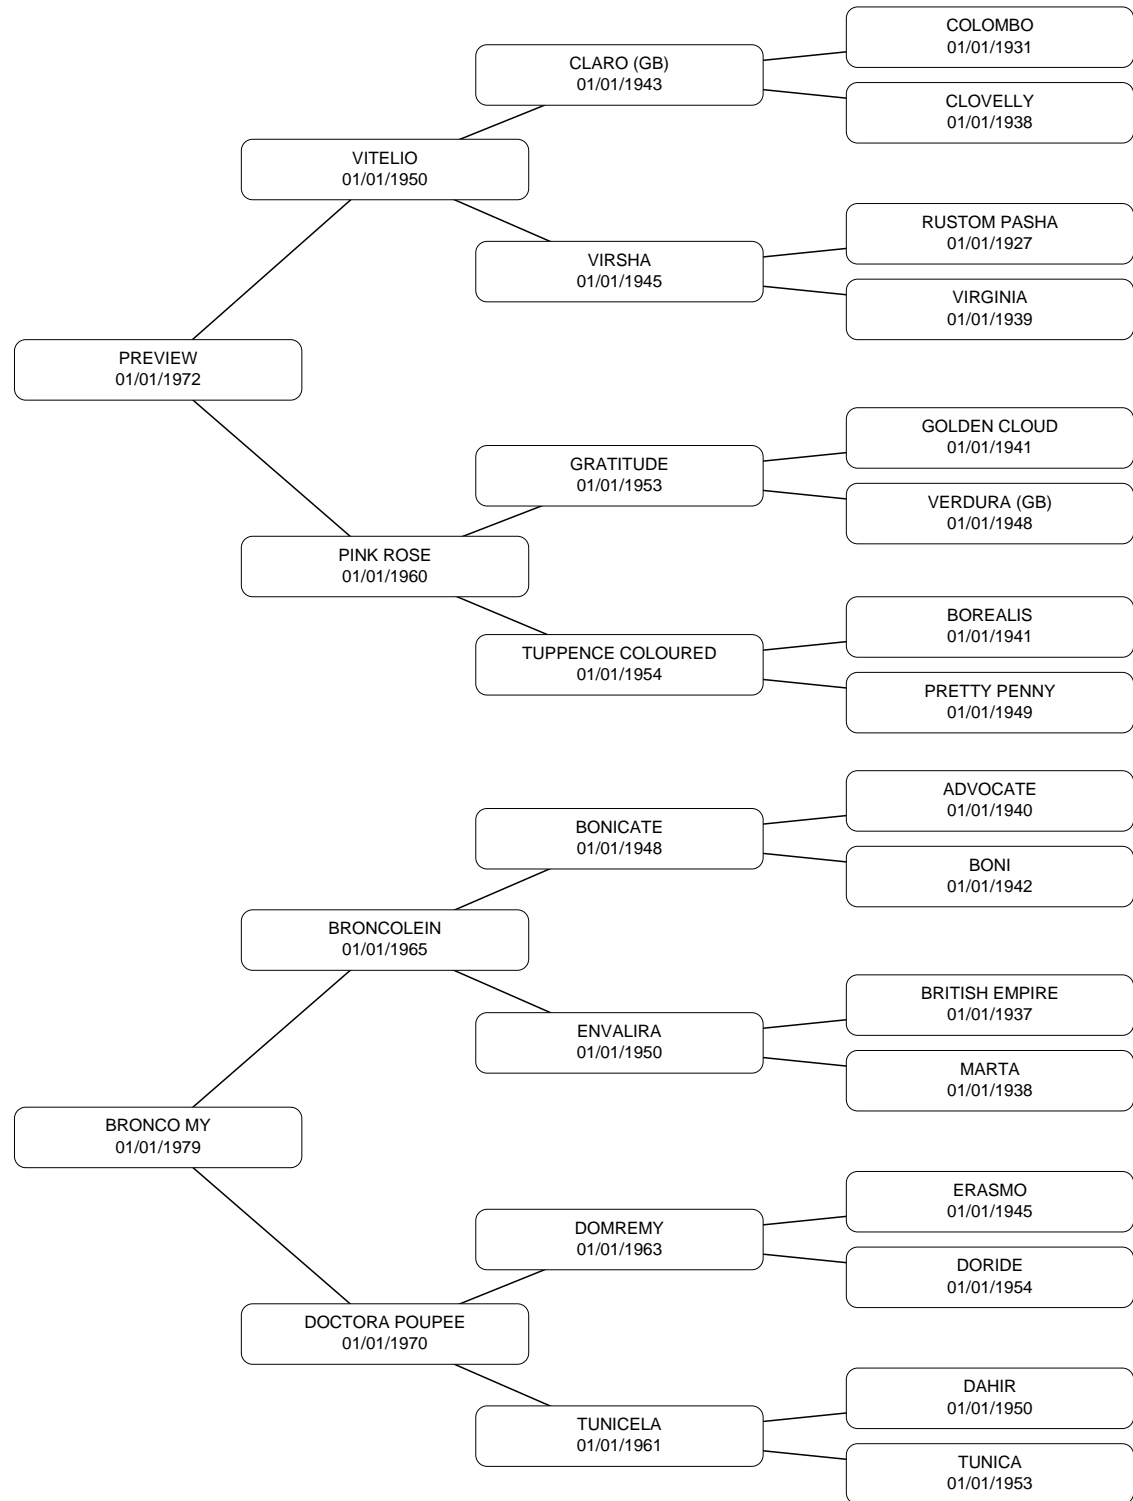 COLOMBO
01/01/1931
CLARO (GB)
01/01/1943
CLOVELLY
01/01/1938
VITELIO
01/01/1950
RUSTOM PASHA
01/01/1927
VIRSHA
01/01/1945
VIRGINIA
01/01/1939
PREVIEW
01/01/1972
GOLDEN CLOUD
01/01/1941
GRATITUDE
01/01/1953
VERDURA (GB)
01/01/1948
PINK ROSE
01/01/1960
BOREALIS
01/01/1941
TUPPENCE COLOURED
01/01/1954
PRETTY PENNY
01/01/1949
ADVOCATE
01/01/1940
BONICATE
01/01/1948
BONI
01/01/1942
BRONCOLEIN
01/01/1965
BRITISH EMPIRE
01/01/1937
ENVALIRA
01/01/1950
MARTA
01/01/1938
BRONCO MY
01/01/1979
ERASMO
01/01/1945
DOMREMY
01/01/1963
DORIDE
01/01/1954
DOCTORA POUPEE
01/01/1970
DAHIR
01/01/1950
TUNICELA
01/01/1961
TUNICA
01/01/1953